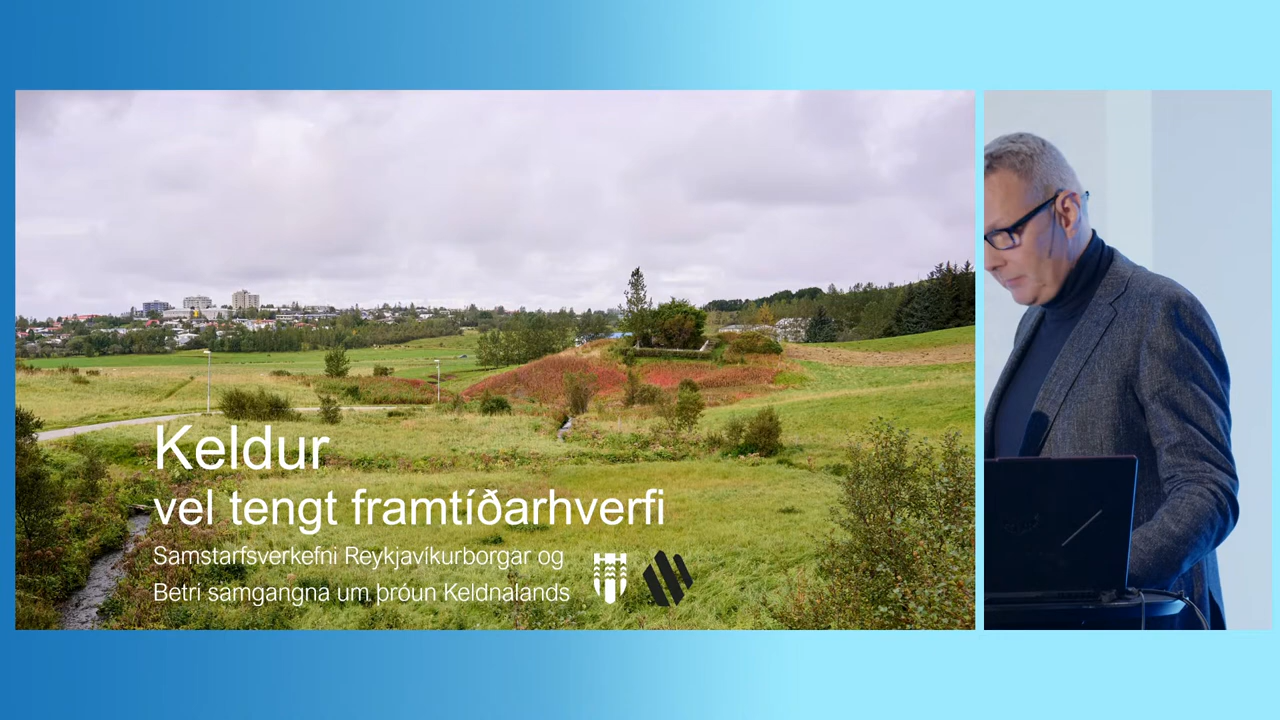 Keldur
vel tengt framtíðarhverfi
Samstarfsverkefni Reykjavíkurborgar og
Betri samgangna um þróun Keldnalands